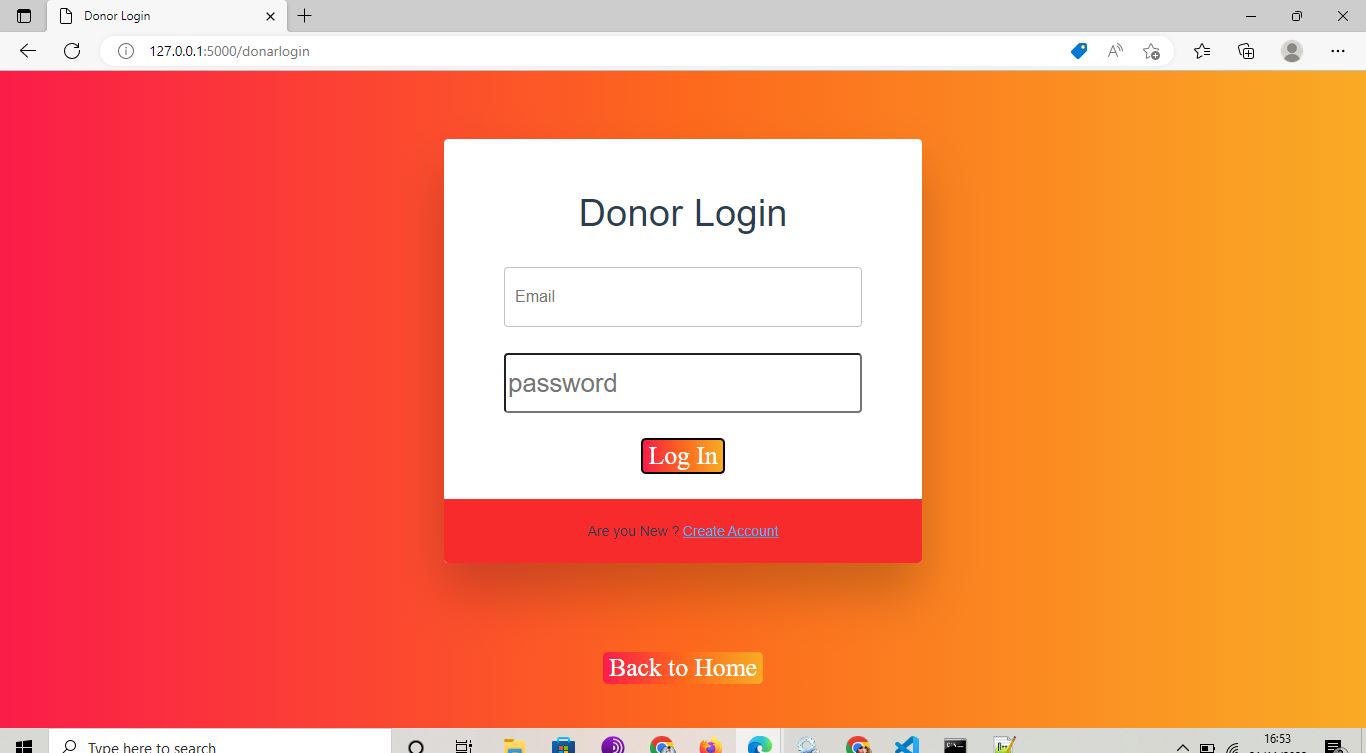 Donor Login
127.0.0.1:5000/donarlogin
Donor Login
Email
password
Log In
Are you New ? Create Account
Back to Home
Type here to search
16:53